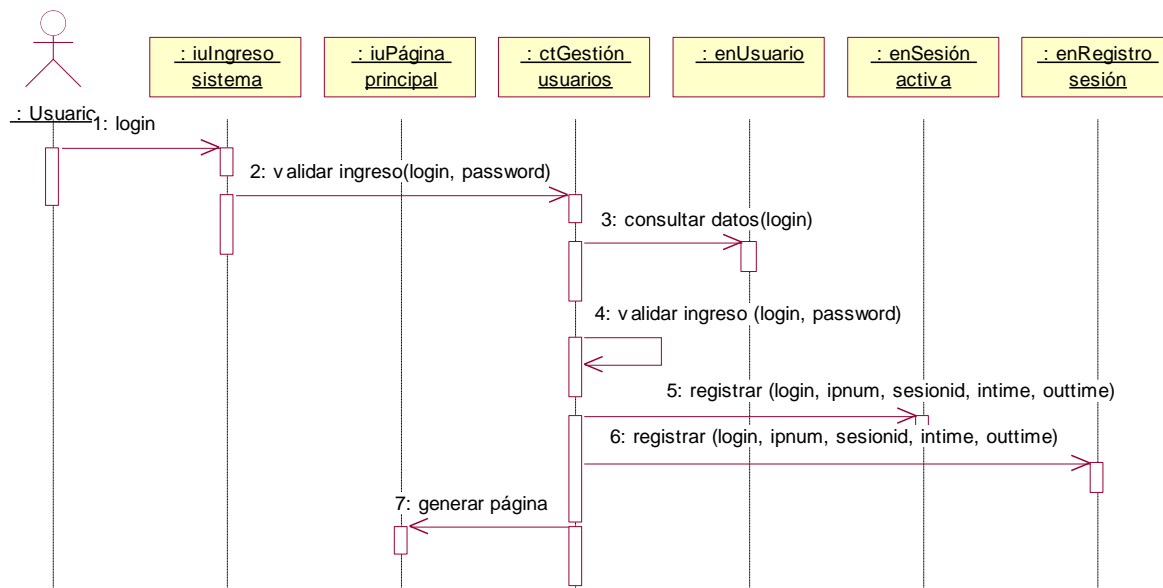 : iuIngreso
sistema
: iuPágina
principal
: ctGestión
usuarios
: enUsuario
: enSesión
activa
: enRegistro
sesión
: Usuario
1: login
2: validar ingreso(login, password)
3: consultar datos(login)
4: validar ingreso (login, password)
5: registrar (login, ipnum, sesionid, intime, outtime)
6: registrar (login, ipnum, sesionid, intime, outtime)
7: generar página